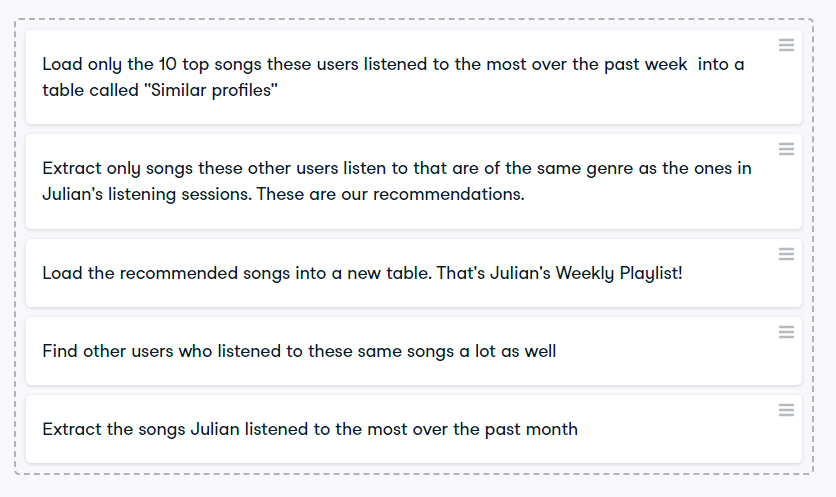 Load only the 10 top songs these users listened to the most over the past week  into a
table called "Similar profiles"
Extract only songs these other users listen to that are of the same genre as the ones in
Julian's listening sessions. These are our recommendations.
Load the recommended songs into a new table. That's Julian's Weekly Playlist!
Find other users who listened to these same songs a lot as well
Extract the songs Julian listened to the most over the past month